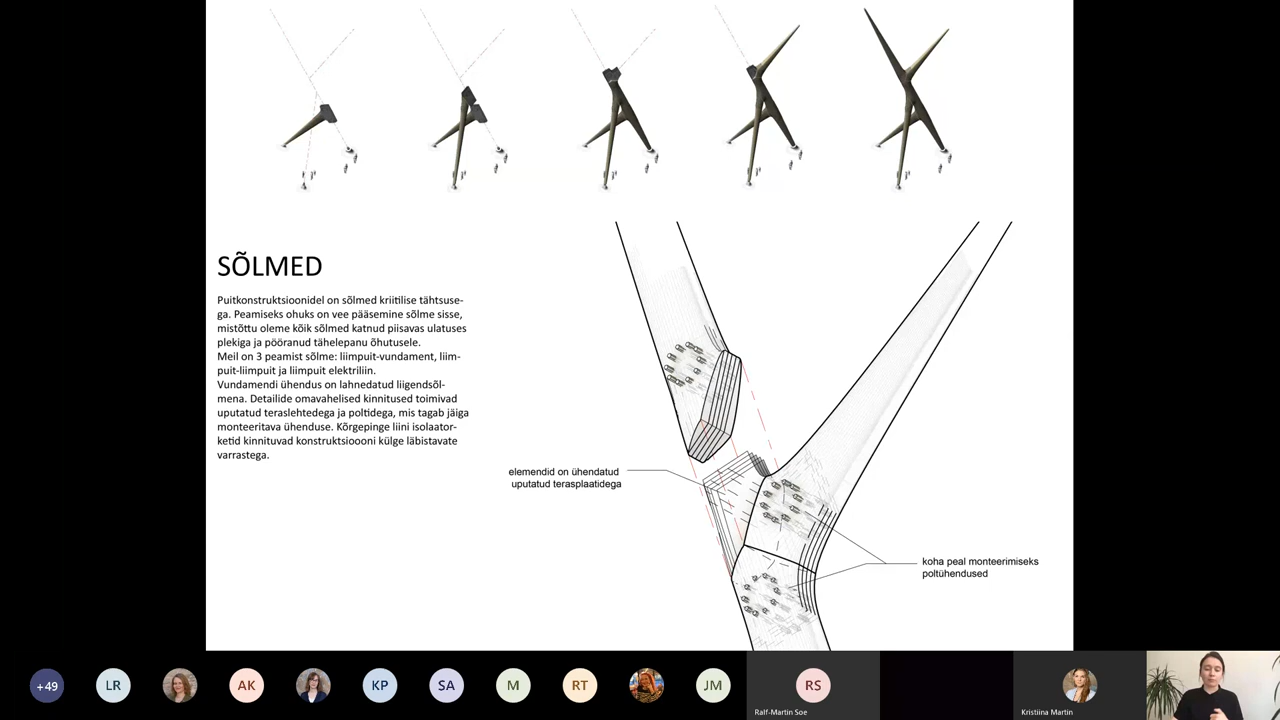 SÕLMED
Puitkonstruktsioonidel on sõlmed kriitilise tähtsuse-
ga. Peamiseks ohuks on vee pääsemine sõlme sisse,
mistõttu oleme kõik sõlmed katnud piisavas ulatuses
plekiga ja pööranud tähelepanu õhutusele.
Meil on 3 peamist sõlme: liimpuit-vundament, liim-
puit-liimpuit ja liimpuit elektriliin.
Vundamendi ühendus on lahnedatud liigendsõl-
mena. Detailide omavahelised kinnitused toimivad
uputatud teraslehtedega ja poltidega, mis tagab jäiga
monteeritava ühenduse. Kõrgepinge liini isolaator-
ketid kinnituvad konstruktsioooni külge läbistavate
varrastega.
elemendid on ühendatud
uputatud terasplaatidega
koha peal monteerimiseks
poltühendused
+49
LR
AK
KP
SA
M
RT
JM
RS
Ralf-Martin Soe
Kristiina Martin